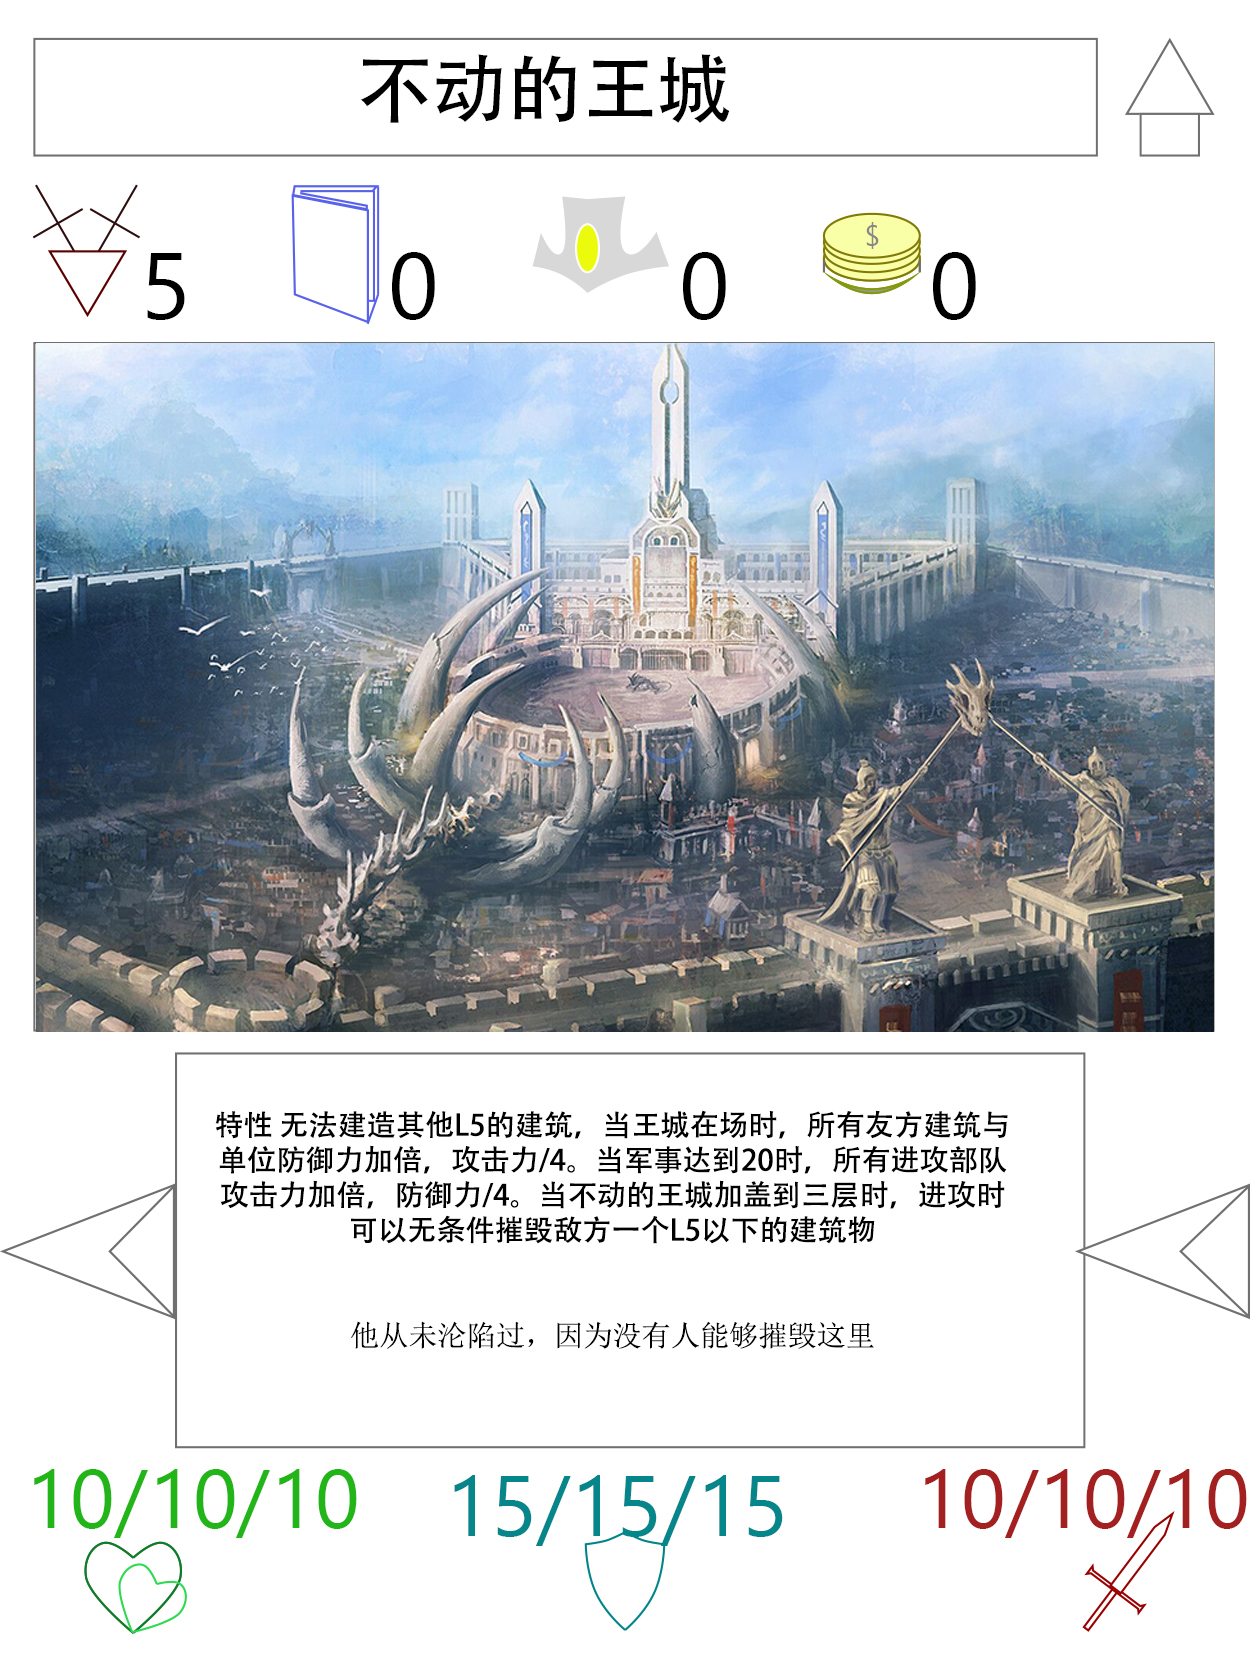 不动的王城
5
0
0
$
0
特性 无法建造其他L5的建筑，当王城在场时，所有友方建筑与
单位防御力加倍，攻击力/4。当军事达到20时，所有进攻部队
攻击力加倍，防御力/4。当不动的王城加盖到三层时，进攻时
可以无条件摧毁敌方一个L5以下的建筑物
他从未沦陷过，因为没有人能够摧毁这里
10/10/10
15/15/15
10/10/10